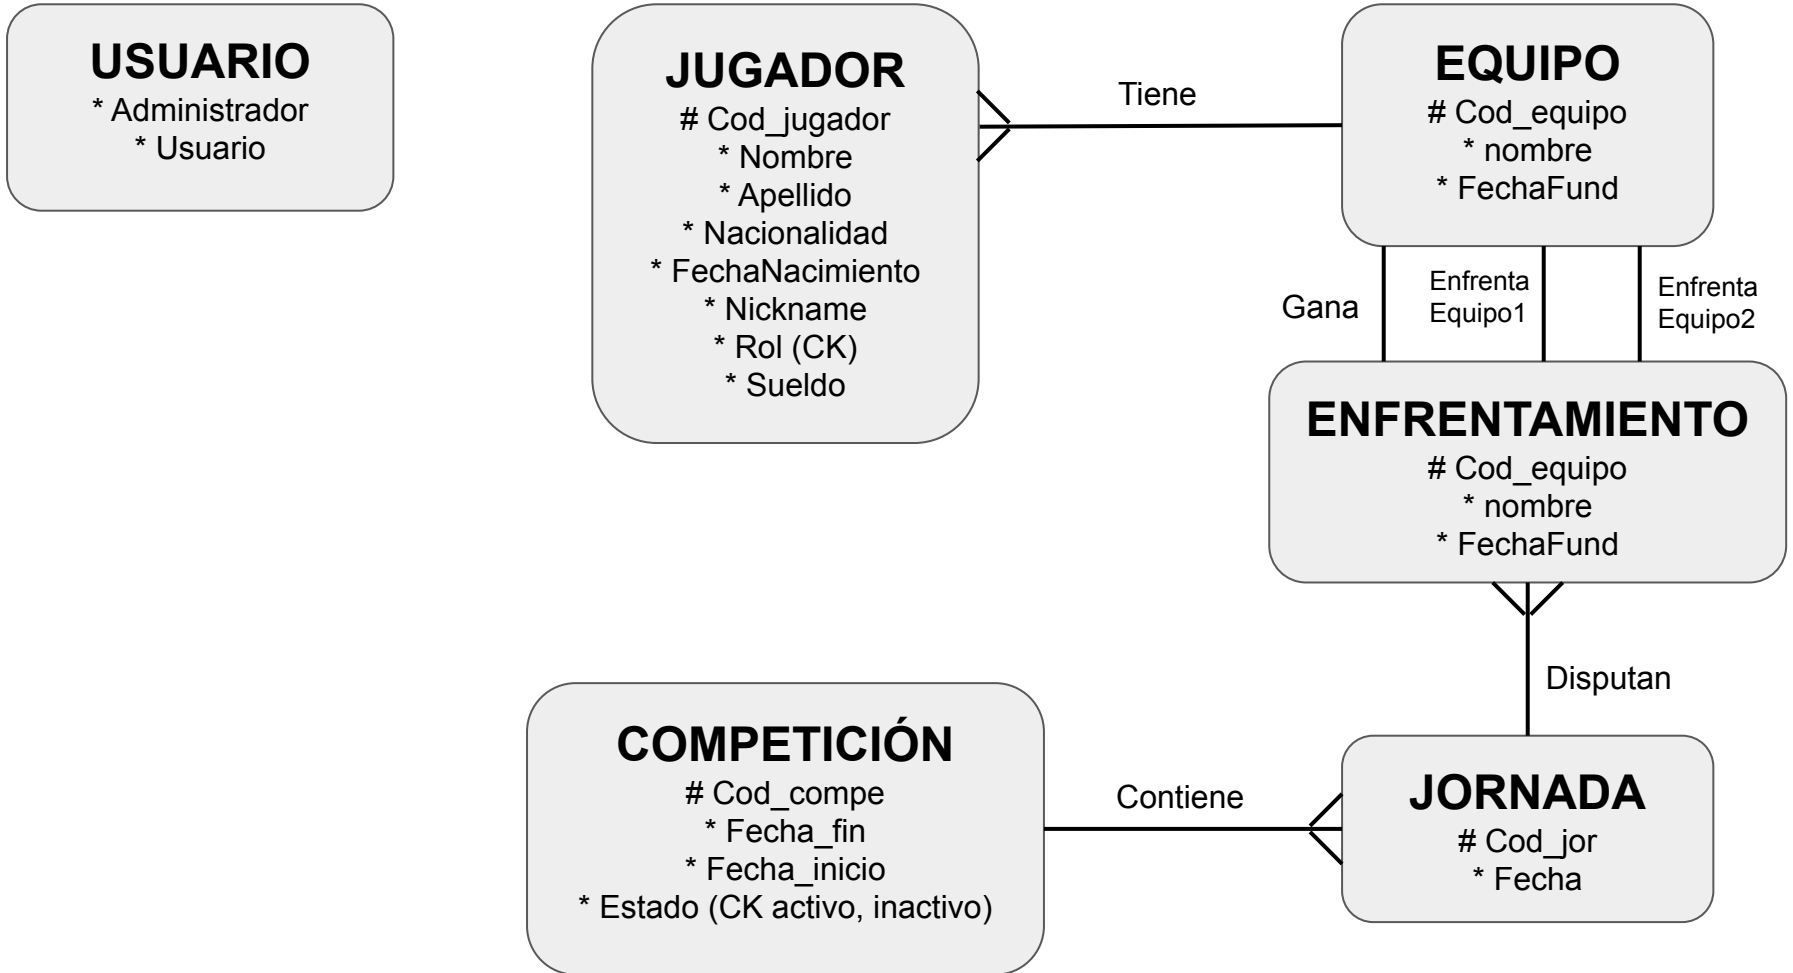 USUARIO
* Administrador
* Usuario
JUGADOR
# Cod_jugador
* Nombre
* Apellido
* Nacionalidad
* FechaNacimiento
* Nickname
* Rol (CK)
* Sueldo
Tiene
EQUIPO
# Cod_equipo
* nombre
* FechaFund
Gana
Enfrenta
Equipo1
Enfrenta
Equipo2
ENFRENTAMIENTO
# Cod_equipo
* nombre
* FechaFund
Disputan
COMPETICIÓN
# Cod_compe
* Fecha_fin
* Fecha_inicio
* Estado (CK activo, inactivo)
Contiene
JORNADA
# Cod_jor
* Fecha